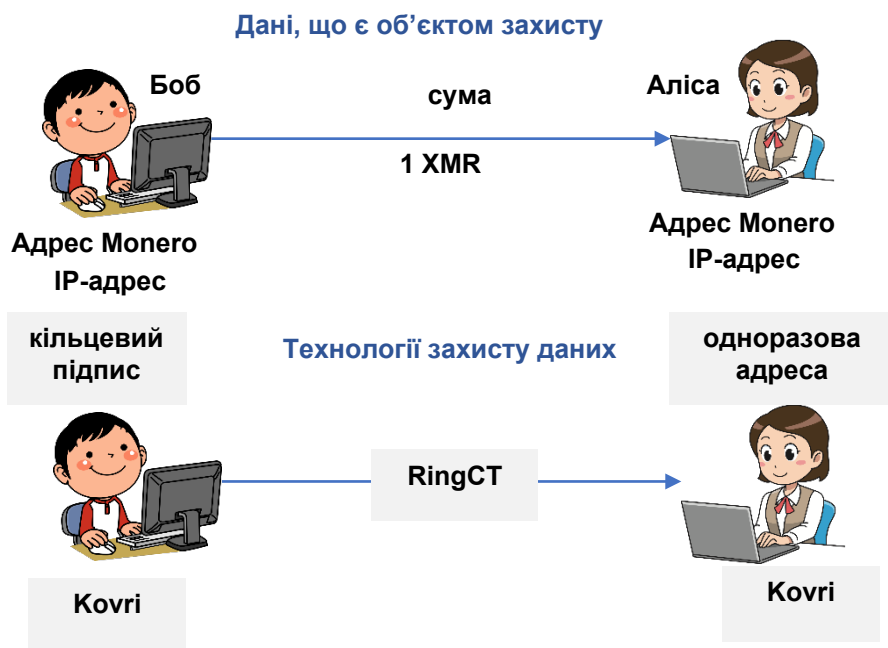 Дані, що є об’єктом захисту
Боб
сума
Аліса
1 XMR
Адрес Monero
IP-адрес
Адрес Monero
IP-адрес
кільцевий
підпис
Технології захисту даних
одноразова
адреса
RingCT
Kovri
Kovri